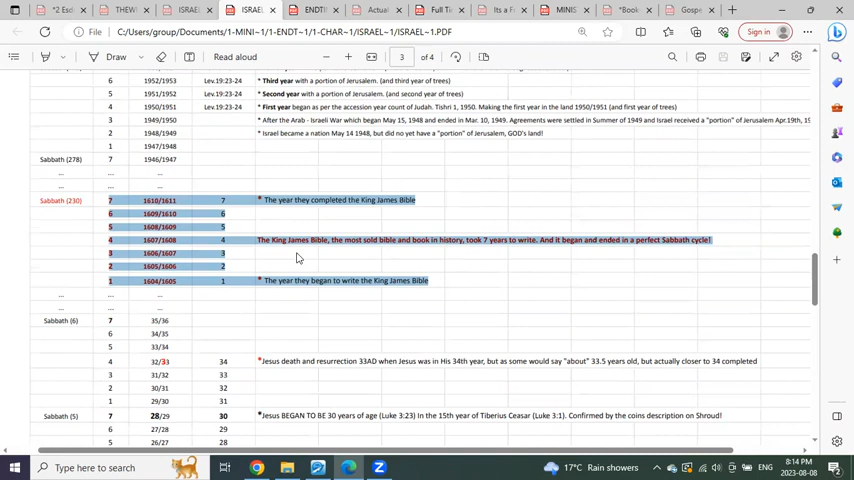 *2 Esd
THEW
ISRAEL
ISRAEL
ENDTI
Actual
Full Ti
Its a Fr
MINIS
*Book
Gospe
C:/Users/group/Documents/1-MINI~1/1-ENDT~1/1-CHAR~1/ISRAEL~1/ISRAEL~1.PDF
Sign in
Draw
Read aloud
3 of 4
6 1952/1953 Lev.19:23-24 * Third year with a portion of Jerusalem. (and third year of trees)
5 1951/1952 Lev.19:23-24 * Second year with a portion of Jerusalem. (and second year of trees)
4 1950/1951 Lev.19:23-24 * First year began as per the accession year count of Judah. Tishri 1, 1950. Making the first year in the land 1950/1951 (and first year of trees)
3 1949/1950 * After the Arab - Israeli War which began May 15, 1948 and ended in Mar. 10, 1949. Agreements were settled in Summer of 1949 and Israel received a "portion" of Jerusalem Apr.19th, 19
2 1948/1949 * Israel became a nation May 14 1948, but did no yet have a "portion" of Jerusalem, GOD's land!
1 1947/1948
Sabbath (278) 7 1946/1947
... ... ...
... ... ...
Sabbath (230) 7 1610/1611 7 * The year they completed the King James Bible
6 1609/1610 6
5 1608/1609 5
4 1607/1608 4 The King James Bible, the most sold bible and book in history, took 7 years to write. And it began and ended in a perfect Sabbath cycle!
3 1606/1607 3
2 1605/1606 2
1 1604/1605 1 * The year they began to write the King James Bible
... ... ...
... ... ...
Sabbath (6) 7 35/36
6 34/35
5 33/34
4 32/33 34 *Jesus death and resurrection 33AD when Jesus was in His 34th year, but as some would say "about" 33.5 years old, but actually closer to 34 completed
3 31/32 33
2 30/31 32
1 29/30 31
Sabbath (5) 7 28/29 30 *Jesus BEGAN TO BE 30 years of age (Luke 3:23) In the 15th year of Tiberius Ceasar (Luke 3:1). Confirmed by the coins description on Shroud!
6 27/28 29
5 26/27 28
Type here to search
17°C Rain showers
ENG
8:14 PM
2023-08-08